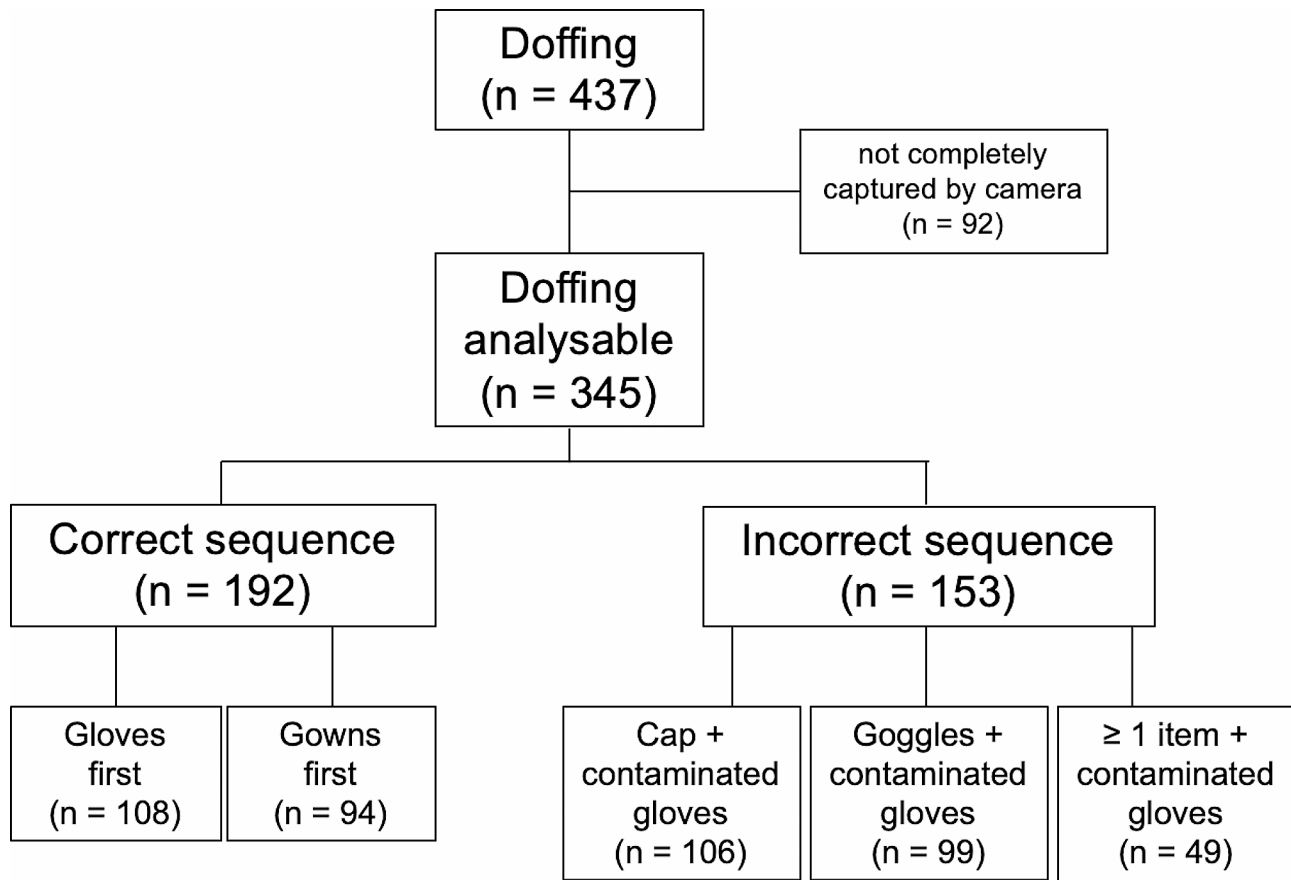 Doffing
(n = 437)
not completely
captured by camera
(n = 92)
Doffing
analysable
(n = 345)
Correct sequence
(n = 192)
Incorrect sequence
(n = 153)
Gloves
first
(n = 108)
Gowns
first
(n = 94)
Cap +
contaminated
gloves
(n = 106)
Goggles +
contaminated
gloves
(n = 99)
≥ 1 item +
contaminated
gloves
(n = 49)